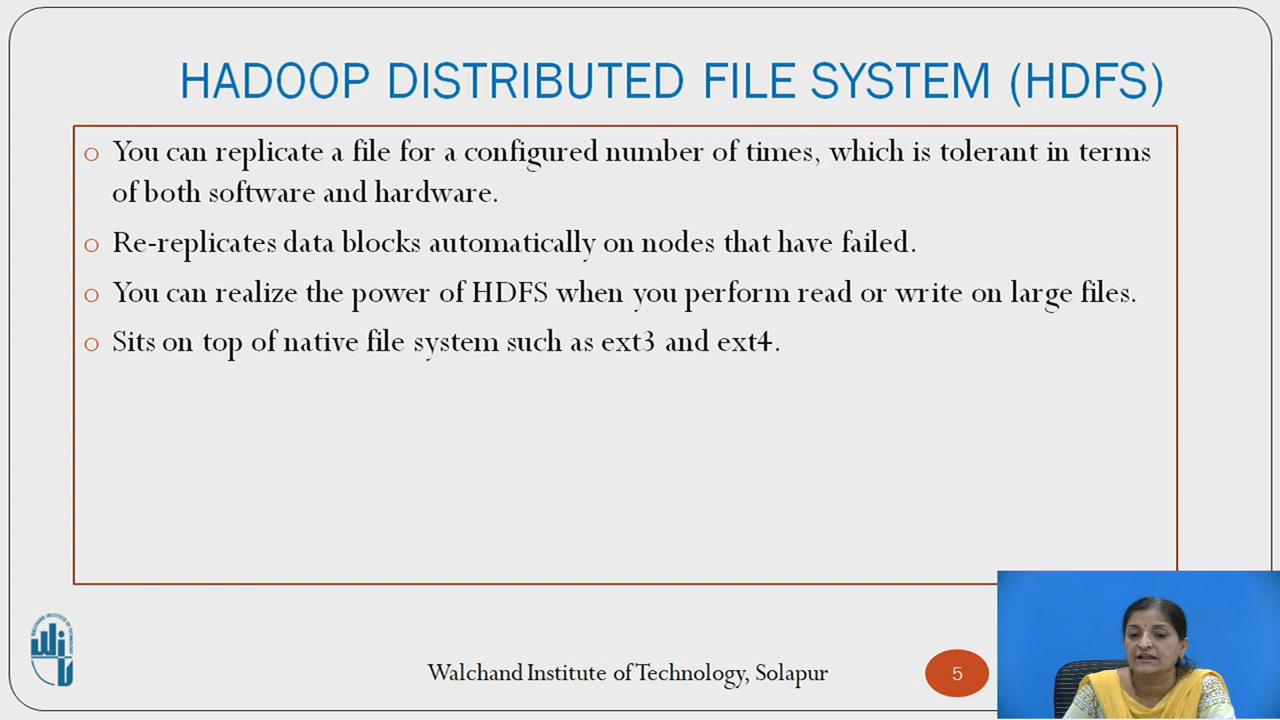 HADOOP DISTRIBUTED FILE SYSTEM (HDFS)
o You can replicate a file for a configured number of times, which is tolerant in terms
of both software and hardware.
o Re-replicates data blocks automatically on nodes that have failed.
o You can realize the power of HDFS when you perform read or write on large files.
o Sits on top of native file system such as ext3 and ext4.
Walchand Institute of Technology, Solapur
5